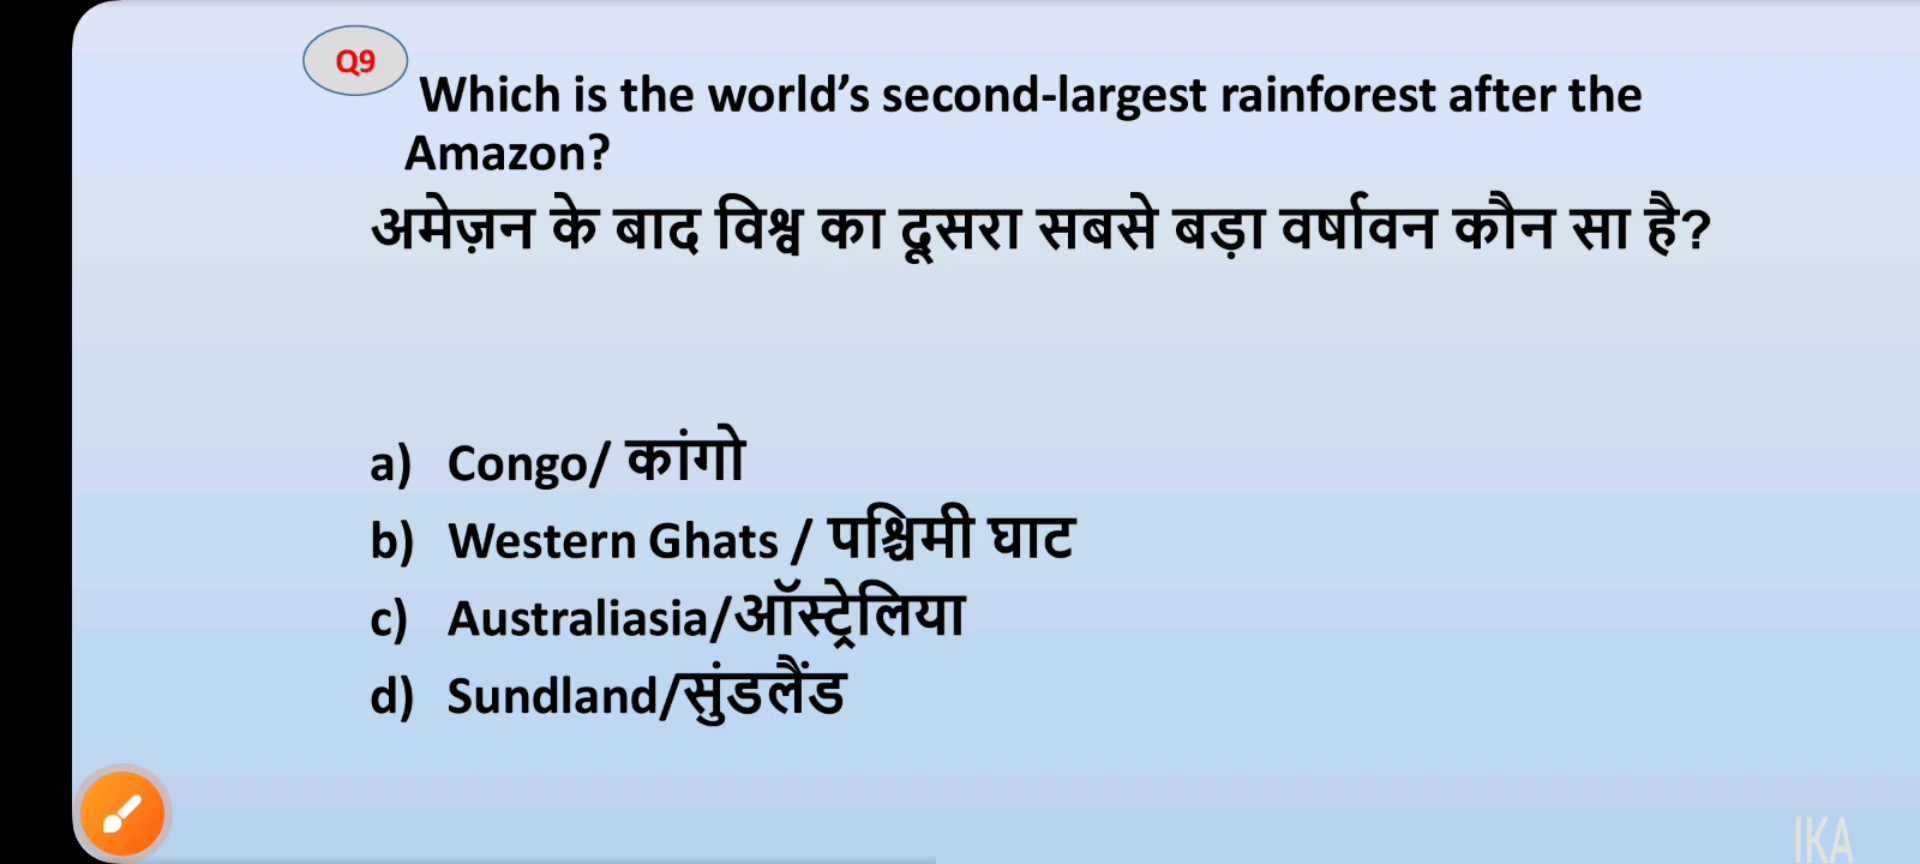 Q9
Which is the world’s second-largest rainforest after the
Amazon?
अमेज़न के बाद विश्व का दूसरा सबसे बड़ा वर्षावन कौन सा है?
a) Congo/ कांगो
b) Western Ghats / पश्चिमी घाट
c) Australiasia/ऑस्ट्रेलिया
d) Sundland/सुंडलैंड
IKA